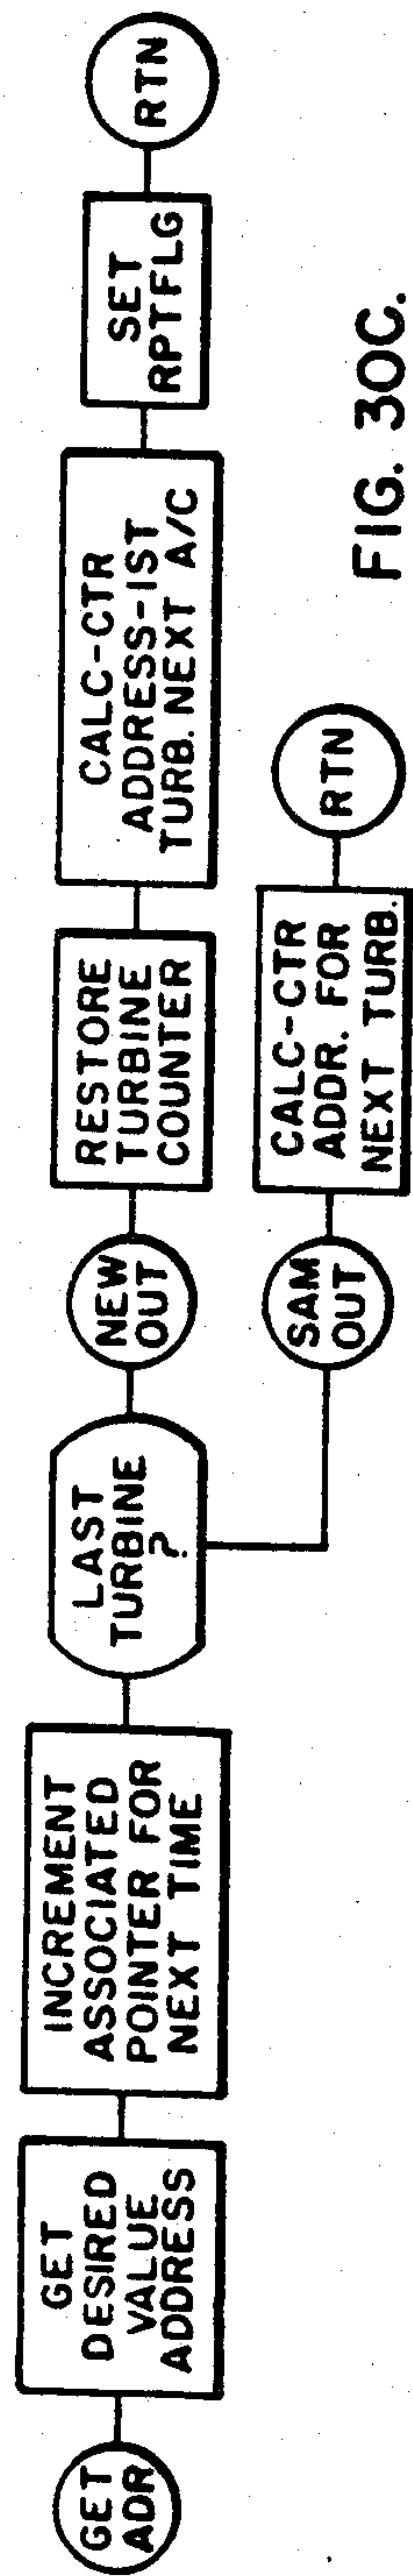 GET
ADR
GET
DESIRED
VALUE
ADDRESS
INCREMENT
ASSOCIATED
POINTER FOR
NEXT TIME
LAST
TURBINE
?
NEW
OUT
RESTORE
TURBINE
COUNTER
CALC-CTR
ADDRESS-IST
TURB. NEXT A/C
SET
RPTFLG
RTN
SAM
OUT
CALC-CTR
ADDR. FOR
NEXT TURB.
RTN
FIG. 30C.